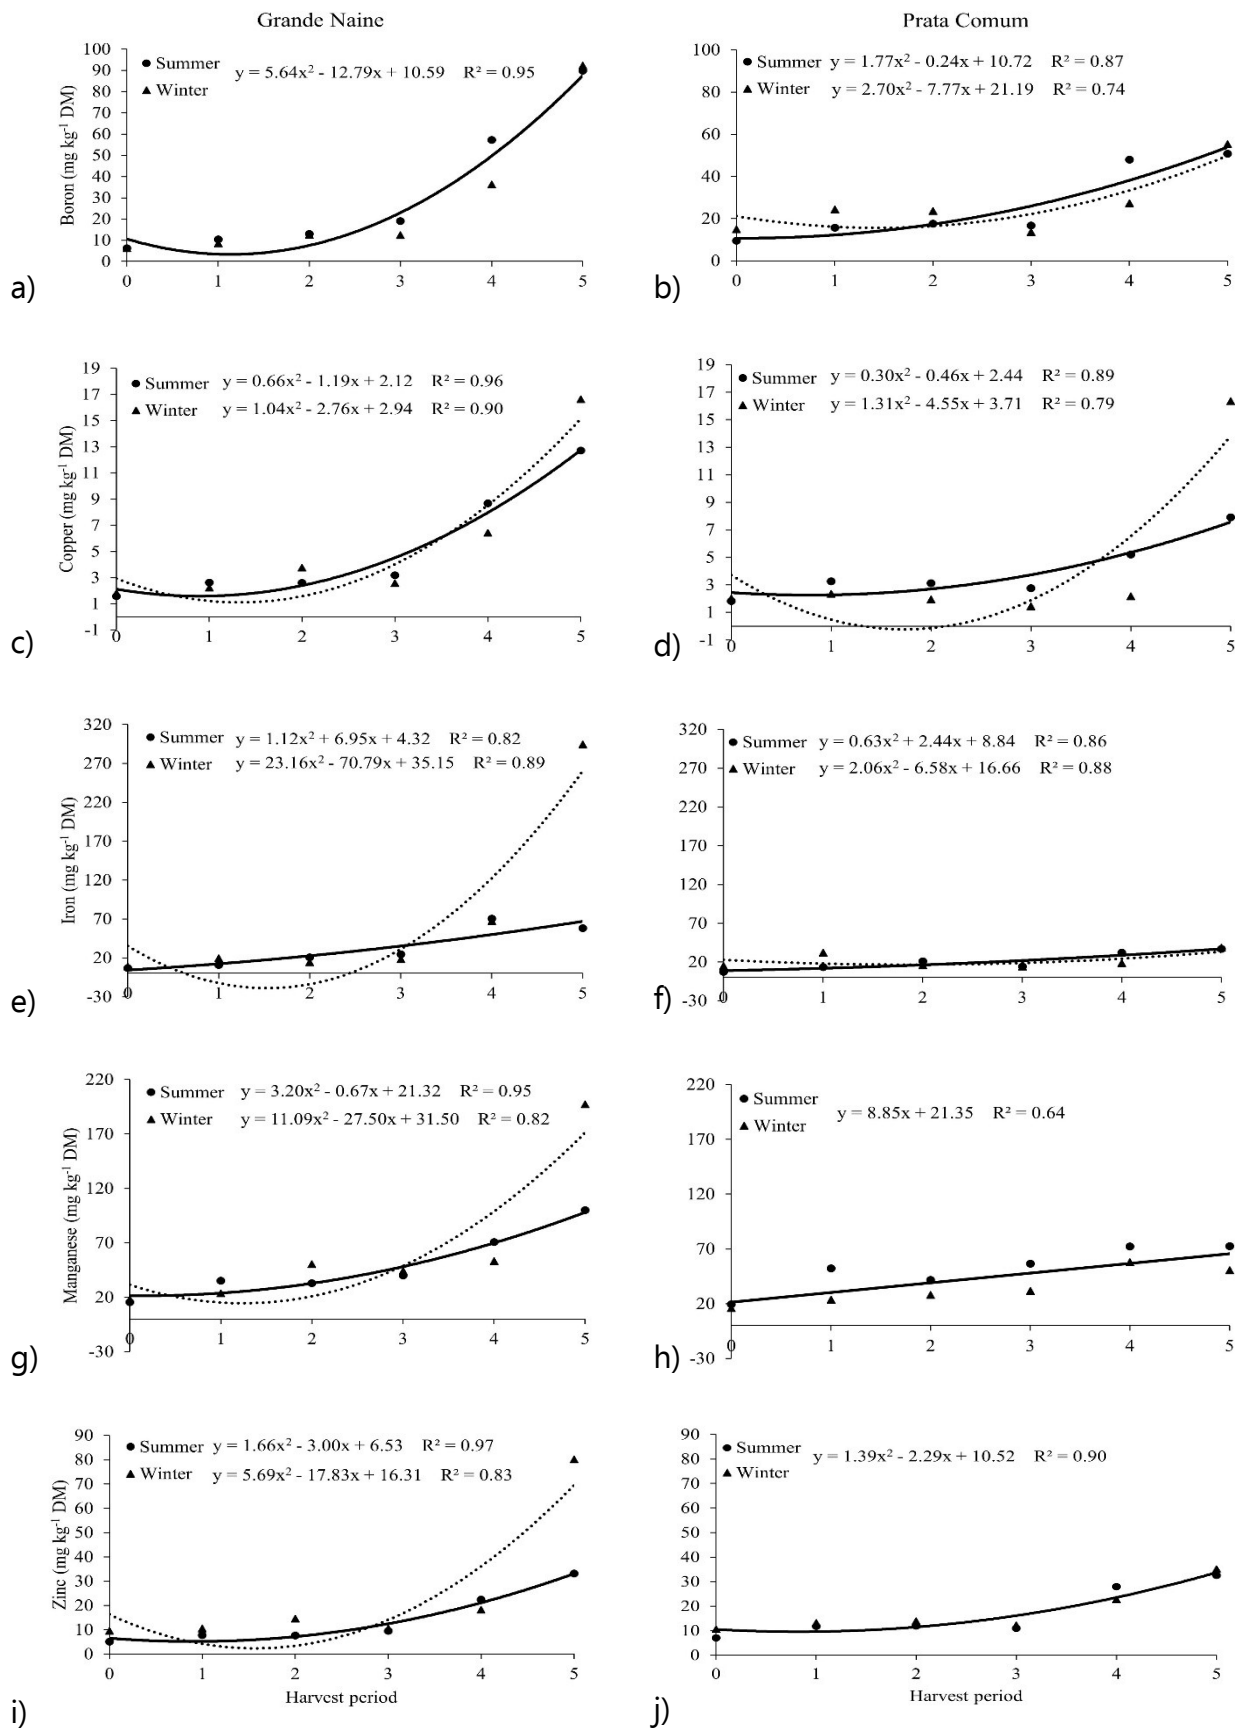 Grande Naine
Prata Comum
100
90
80
70
60
50
40
30
20
10
0
Boron (mg kg⁻¹ DM)
Summer y = 5.64x² - 12.79x + 10.59 R² = 0.95
Winter
0 1 2 3 4 5
a)
100
80
60
40
20
0
Summer y = 1.77x² - 0.24x + 10.72 R² = 0.87
Winter y = 2.70x² - 7.77x + 21.19 R² = 0.74
0 1 2 3 4 5
b)
19
17
15
13
11
9
7
5
3
1
-1
Copper (mg kg⁻¹ DM)
Summer y = 0.66x² - 1.19x + 2.12 R² = 0.96
Winter y = 1.04x² - 2.76x + 2.94 R² = 0.90
0 1 2 3 4 5
c)
19
17
15
13
11
9
7
5
3
1
-1
Summer y = 0.30x² - 0.46x + 2.44 R² = 0.89
Winter y = 1.31x² - 4.55x + 3.71 R² = 0.79
0 1 2 3 4 5
d)
320
270
220
170
120
70
20
-30
Iron (mg kg⁻¹ DM)
Summer y = 1.12x² + 6.95x + 4.32 R² = 0.82
Winter y = 23.16x² - 70.79x + 35.15 R² = 0.89
0 1 2 3 4 5
e)
320
270
220
170
120
70
20
-30
Summer y = 0.63x² + 2.44x + 8.84 R² = 0.86
Winter y = 2.06x² - 6.58x + 16.66 R² = 0.88
0 1 2 3 4 5
f)
220
170
120
70
20
-30
Manganese (mg kg⁻¹ DM)
Summer y = 3.20x² - 0.67x + 21.32 R² = 0.95
Winter y = 11.09x² - 27.50x + 31.50 R² = 0.82
0 1 2 3 4 5
g)
220
170
120
70
20
-30
Summer
y = 8.85x + 21.35 R² = 0.64
Winter
0 1 2 3 4 5
h)
90
80
70
60
50
40
30
20
10
0
Zinc (mg kg⁻¹ DM)
Summer y = 1.66x² - 3.00x + 6.53 R² = 0.97
Winter y = 5.69x² - 17.83x + 16.31 R² = 0.83
0 1 2 3 4 5
Harvest period
i)
90
80
70
60
50
40
30
20
10
0
Summer y = 1.39x² - 2.29x + 10.52 R² = 0.90
Winter
0 1 2 3 4 5
Harvest period
j)